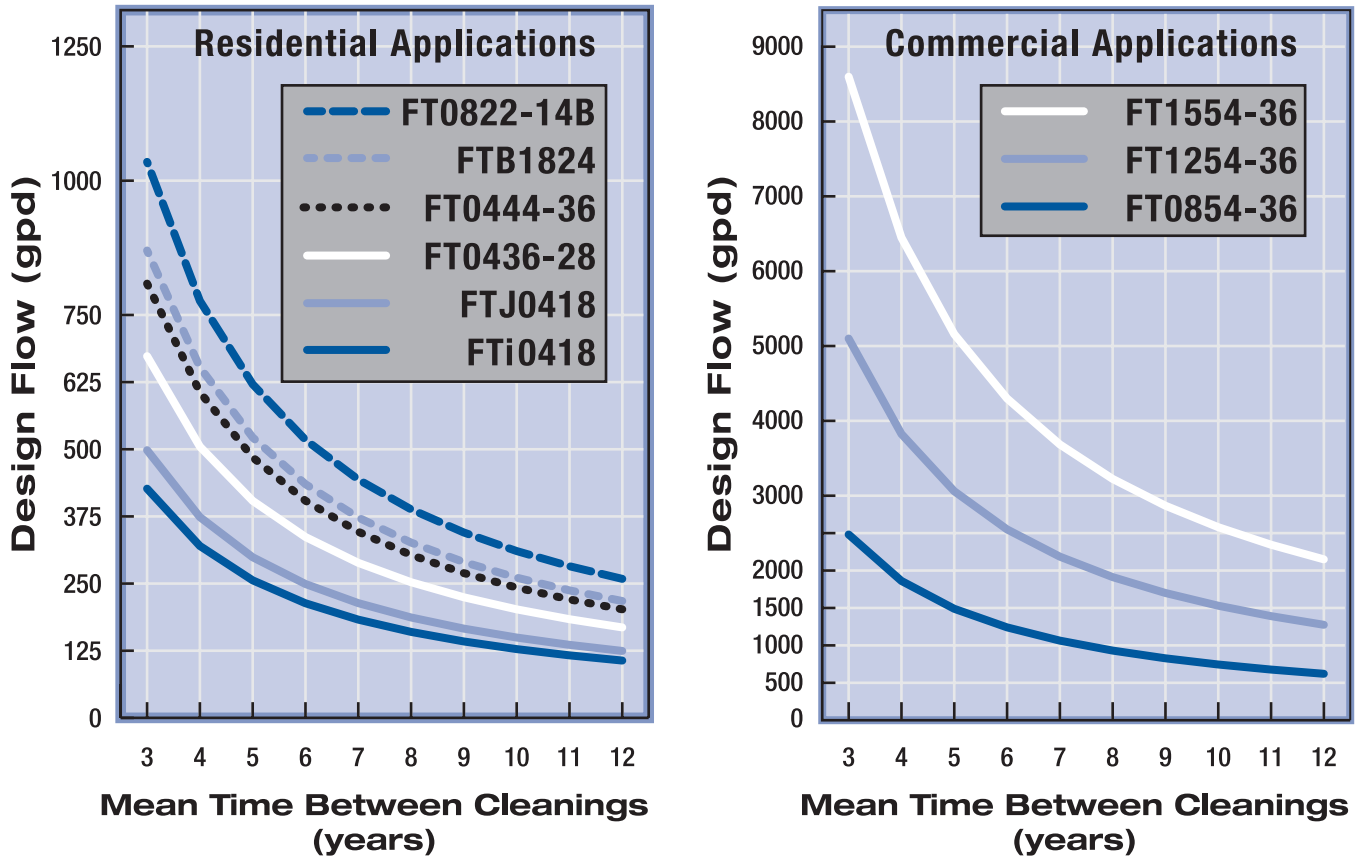 Residential Applications
FT0822-14B
FTB1824
FT0444-36
FT0436-28
FTJ0418
FTi0418
Design Flow (gpd)
1250
1000
750
625
500
375
250
125
0
3 4 5 6 7 8 9 10 11 12
Mean Time Between Cleanings
(years)
Commercial Applications
FT1554-36
FT1254-36
FT0854-36
Design Flow (gpd)
9000
8000
7000
6000
5000
4000
3000
2000
1500
1000
500
0
3 4 5 6 7 8 9 10 11 12
Mean Time Between Cleanings
(years)